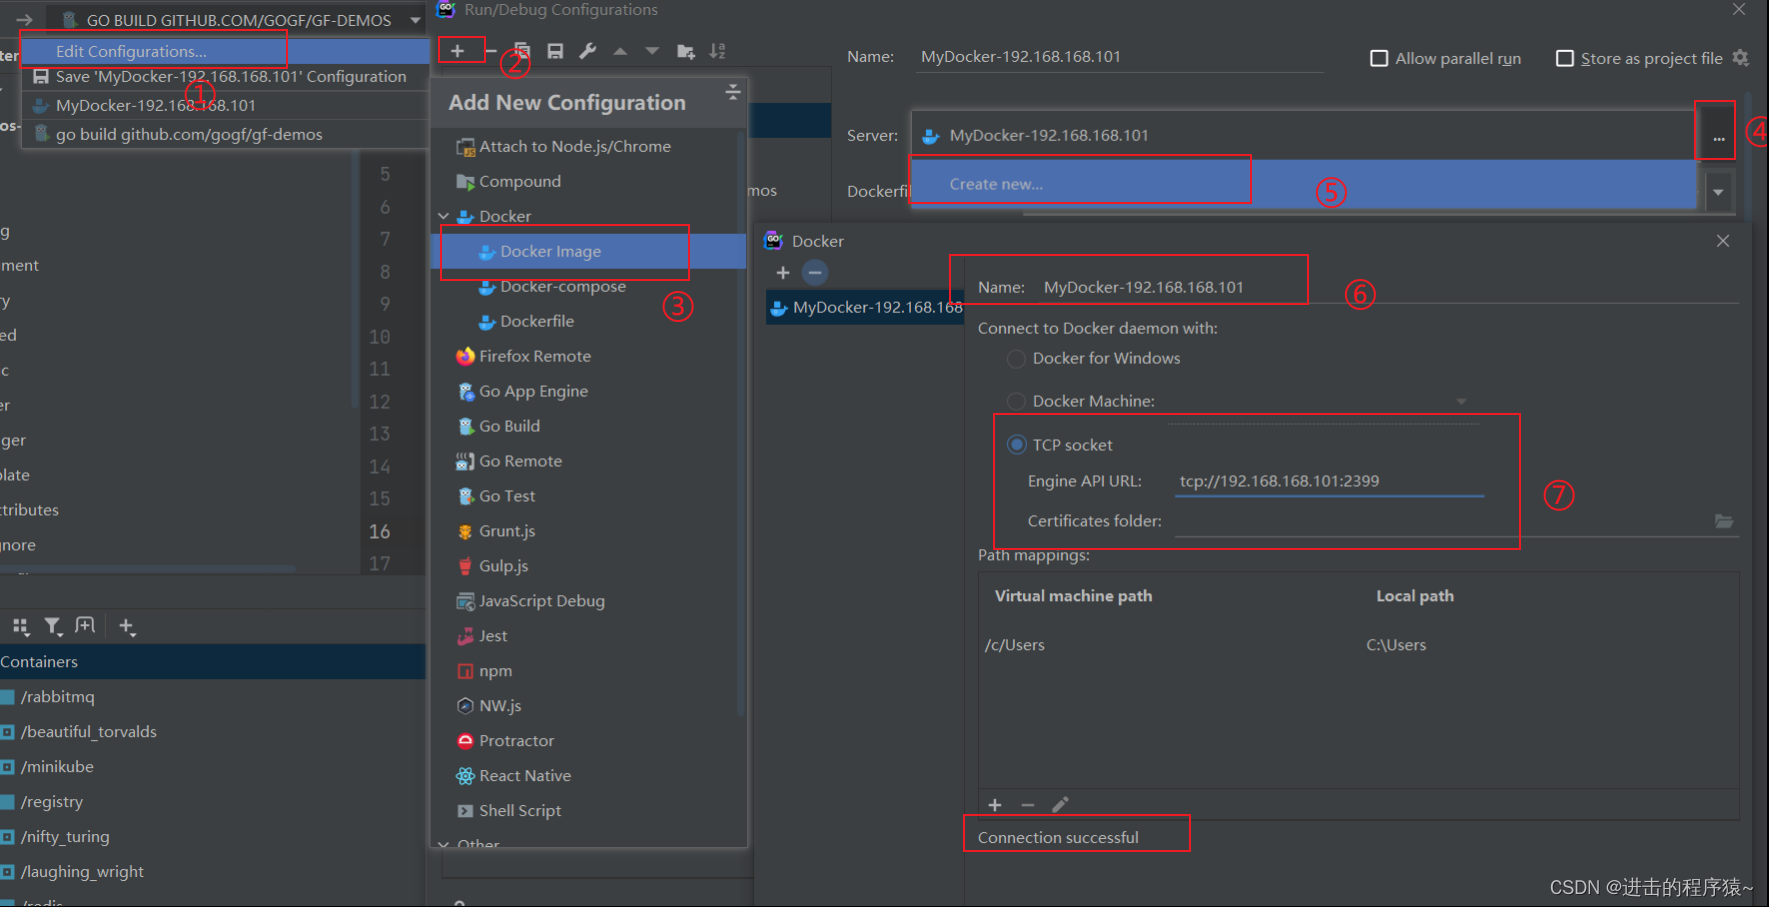 GO BUILD GITHUB.COM/GOGF/GF-DEMOS
Edit Configurations...
Save 'MyDocker-192.168.168.101' Configuration
①
MyDocker-192.168.168.101
go build github.com/gogf/gf-demos
5
6
7
8
9
10
11
12
13
14
15
16
17
ment
ed
er
ger
plate
ttributes
gnore
Containers
/rabbitmq
/beautiful_torvalds
/minikube
/registry
/nifty_turing
/laughing_wright
/redis
Run/Debug Configurations
②
Add New Configuration
Attach to Node.js/Chrome
Compound
Docker
Docker Image
Docker-compose
③
Dockerfile
Firefox Remote
Go App Engine
Go Build
Go Remote
Go Test
Grunt.js
Gulp.js
JavaScript Debug
Jest
npm
NW.js
Protractor
React Native
Shell Script
Other
mos
Name: MyDocker-192.168.168.101
Allow parallel run
Store as project file
Server: MyDocker-192.168.168.101
...
④
Create new...
⑤
Dockerfi
Docker
MyDocker-192.168.168
Name: MyDocker-192.168.168.101
⑥
Connect to Docker daemon with:
Docker for Windows
Docker Machine:
TCP socket
Engine API URL: tcp://192.168.168.101:2399
⑦
Certificates folder:
Path mappings:
Virtual machine path Local path
/c/Users C:\Users
Connection successful
CSDN @进击的程序猿~